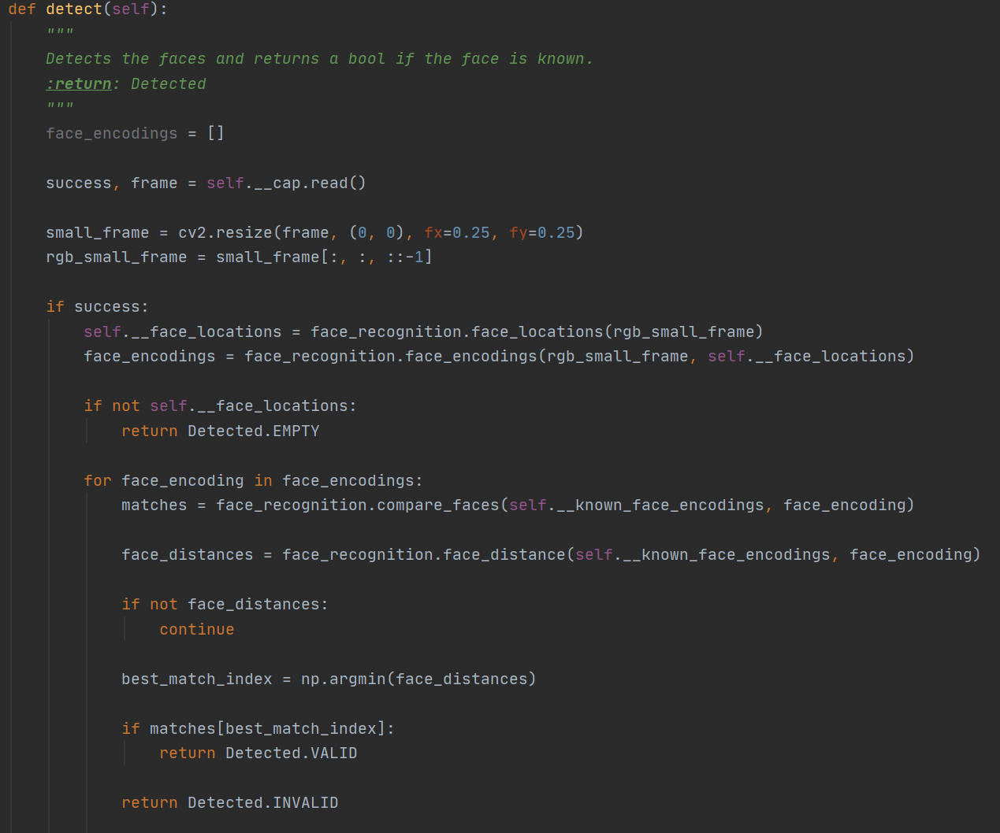 def detect(self):
    """
    Detects the faces and returns a bool if the face is known.
    :return: Detected
    """
    face_encodings = []

    success, frame = self.__cap.read()

    small_frame = cv2.resize(frame, (0, 0), fx=0.25, fy=0.25)
    rgb_small_frame = small_frame[:, :, ::-1]

    if success:
        self.__face_locations = face_recognition.face_locations(rgb_small_frame)
        face_encodings = face_recognition.face_encodings(rgb_small_frame, self.__face_locations)

        if not self.__face_locations:
            return Detected.EMPTY

        for face_encoding in face_encodings:
            matches = face_recognition.compare_faces(self.__known_face_encodings, face_encoding)

            face_distances = face_recognition.face_distance(self.__known_face_encodings, face_encoding)

            if not face_distances:
                continue

            best_match_index = np.argmin(face_distances)

            if matches[best_match_index]:
                return Detected.VALID

            return Detected.INVALID